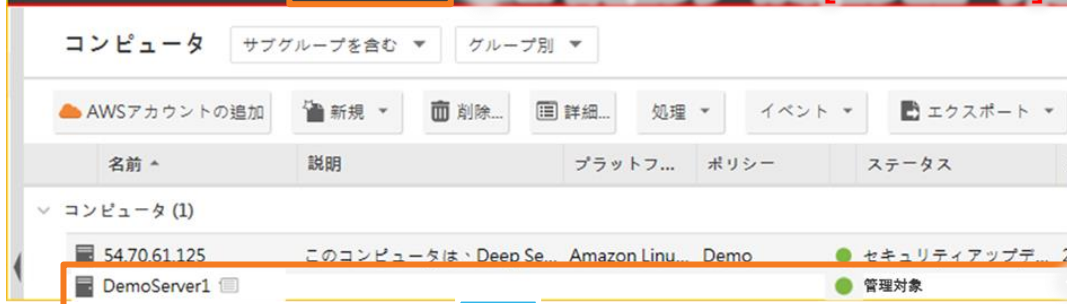 コンピュータ サブグループを含む グループ別
AWSアカウントの追加 新規 削除... 詳細... 処理 イベント エクスポート
名前 説明 プラットフ... ポリシー ステータス
コンピュータ (1)
54.70.61.125 このコンピュータは、Deep Se... Amazon Linu... Demo セキュリティアップデ...
DemoServer1 管理対象